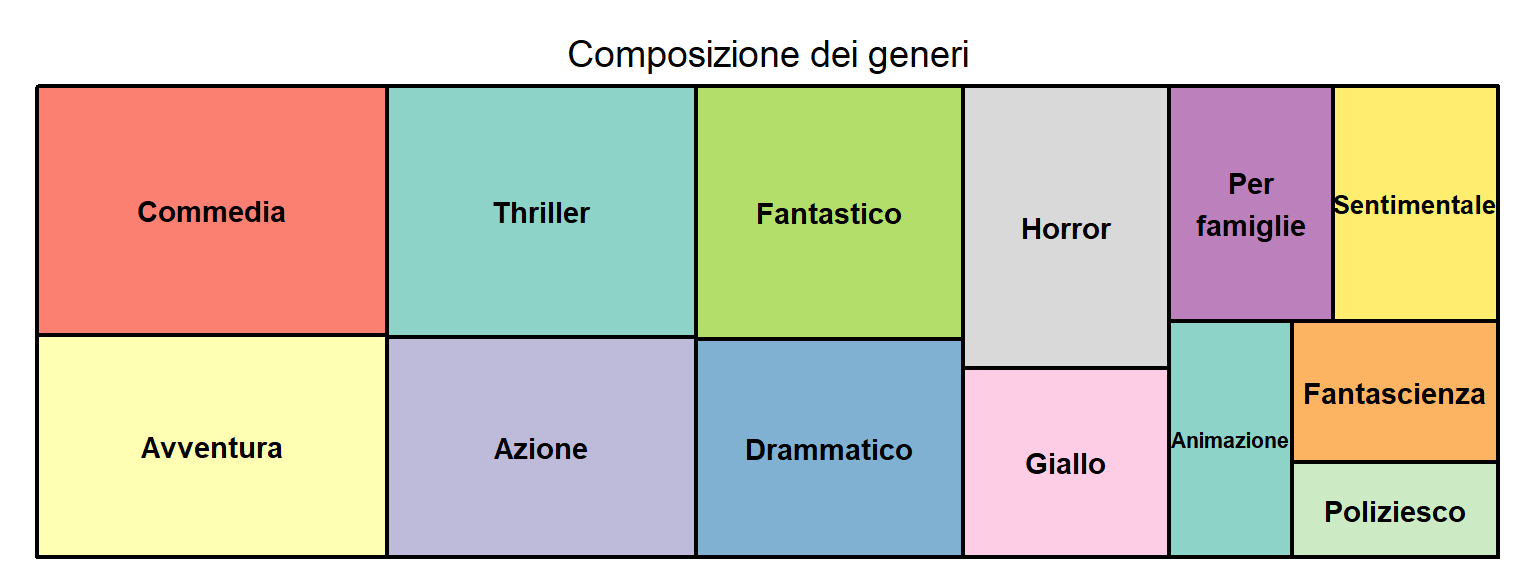 Composizione dei generi
Commedia
Thriller
Fantastico
Horror
Per
famiglie
Sentimentale
Avventura
Azione
Drammatico
Giallo
Animazione
Fantascienza
Poliziesco